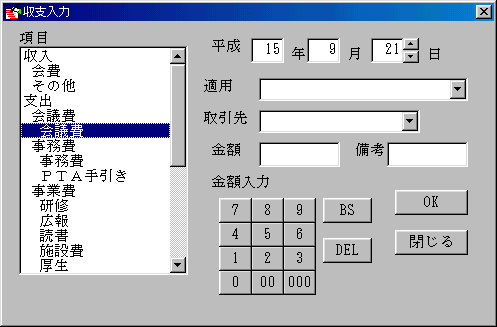 収支入力
項目
収入
会費
その他
支出
会議費
会議費
事務費
事務費
ＰＴＡ手引き
事業費
研修
広報
読書
施設費
厚生
平成 15 年 9 月 21 日
適用
取引先
金額 備考
金額入力
7 8 9 BS
4 5 6
1 2 3 DEL
0 00 000
OK
閉じる